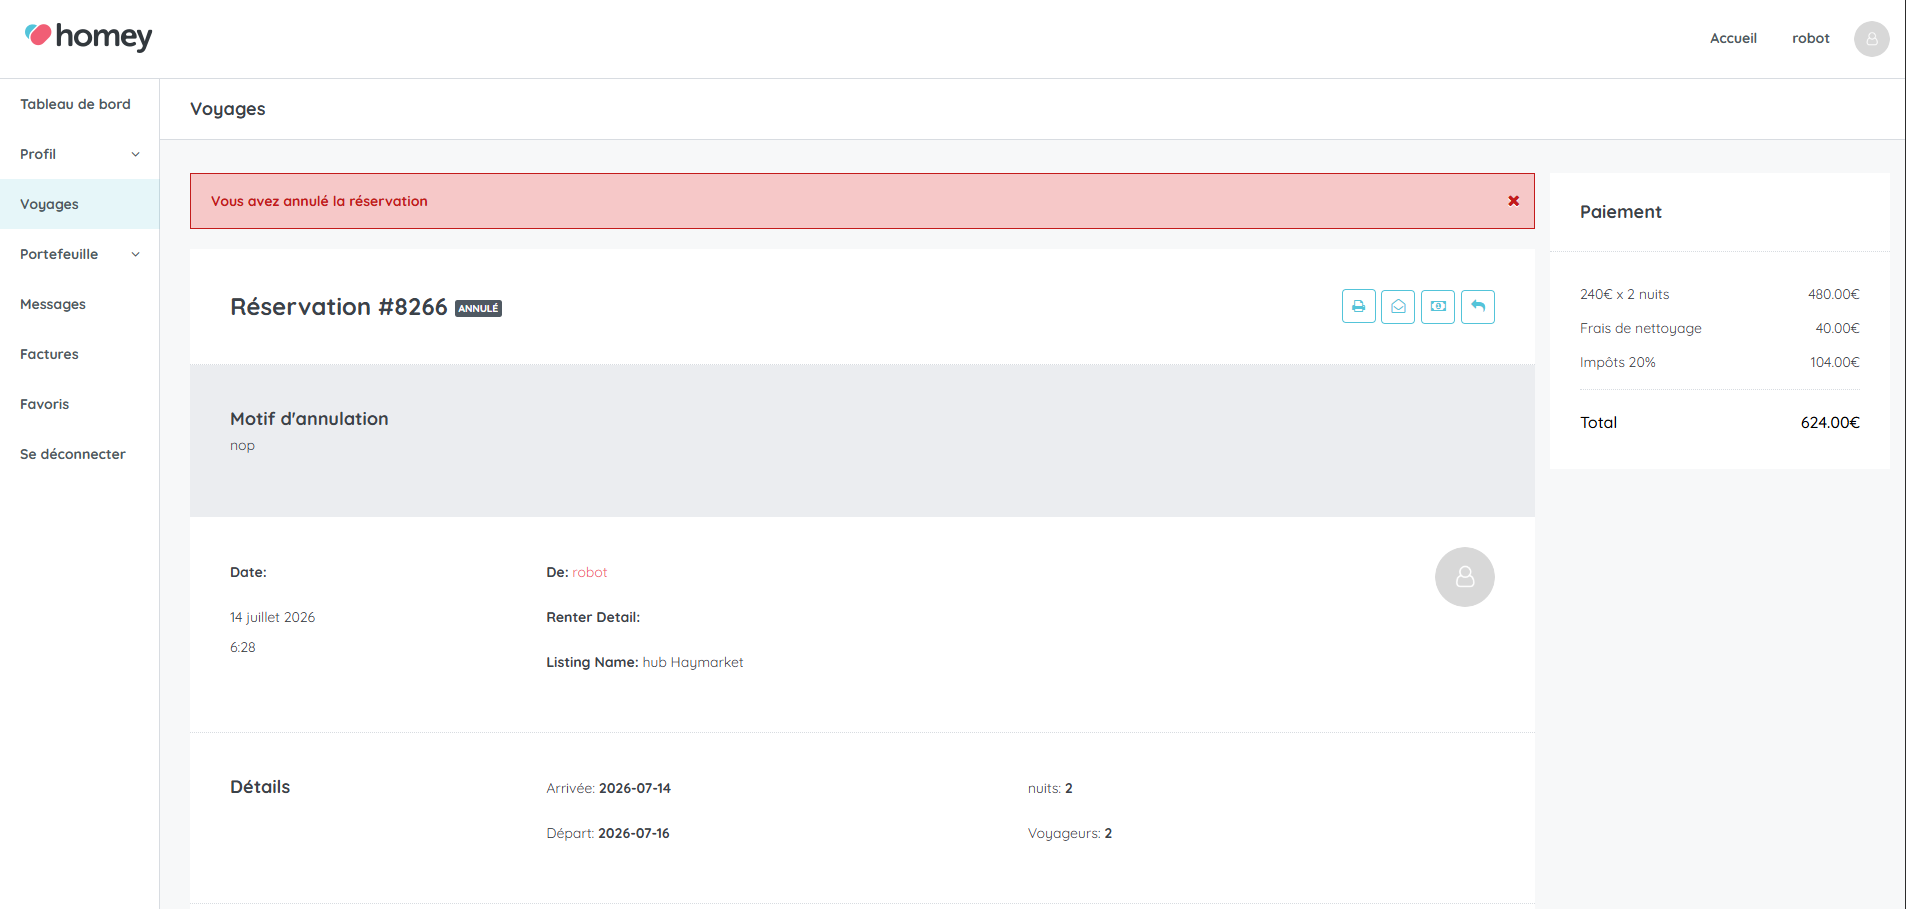 homey
Accueil
robot
Tableau de bord
Profil
Voyages
Portefeuille
Messages
Factures
Favoris
Se déconnecter
Voyages
Vous avez annulé la réservation
Réservation #8266 ANNULÉ
Motif d'annulation
nop
Date:
14 juillet 2026
6:28
De: robot
Renter Detail:
Listing Name: hub Haymarket
Détails
Arrivée: 2026-07-14
Départ: 2026-07-16
nuits: 2
Voyageurs: 2
Paiement
240€ x 2 nuits 480.00€
Frais de nettoyage 40.00€
Impôts 20% 104.00€
Total 624.00€